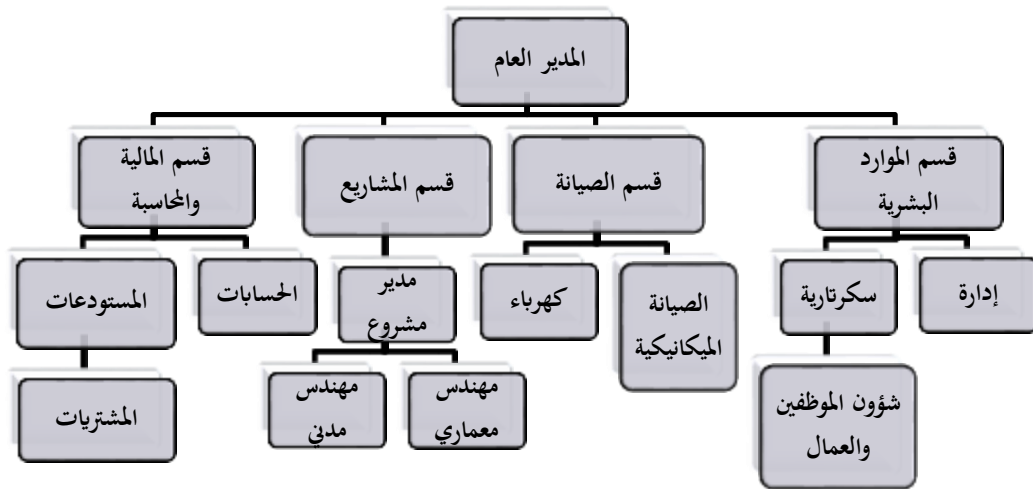 المدير العام
قسم الموارد
البشرية
قسم الصيانة
قسم المشاريع
قسم المالية
والمحاسبة
إدارة
سكرتارية
الصيانة
الميكانيكية
كهرباء
مدير
مشروع
الحسابات
المستودعات
شؤون الموظفين
والعمال
مهندس
معماري
مهندس
مدني
المشتريات